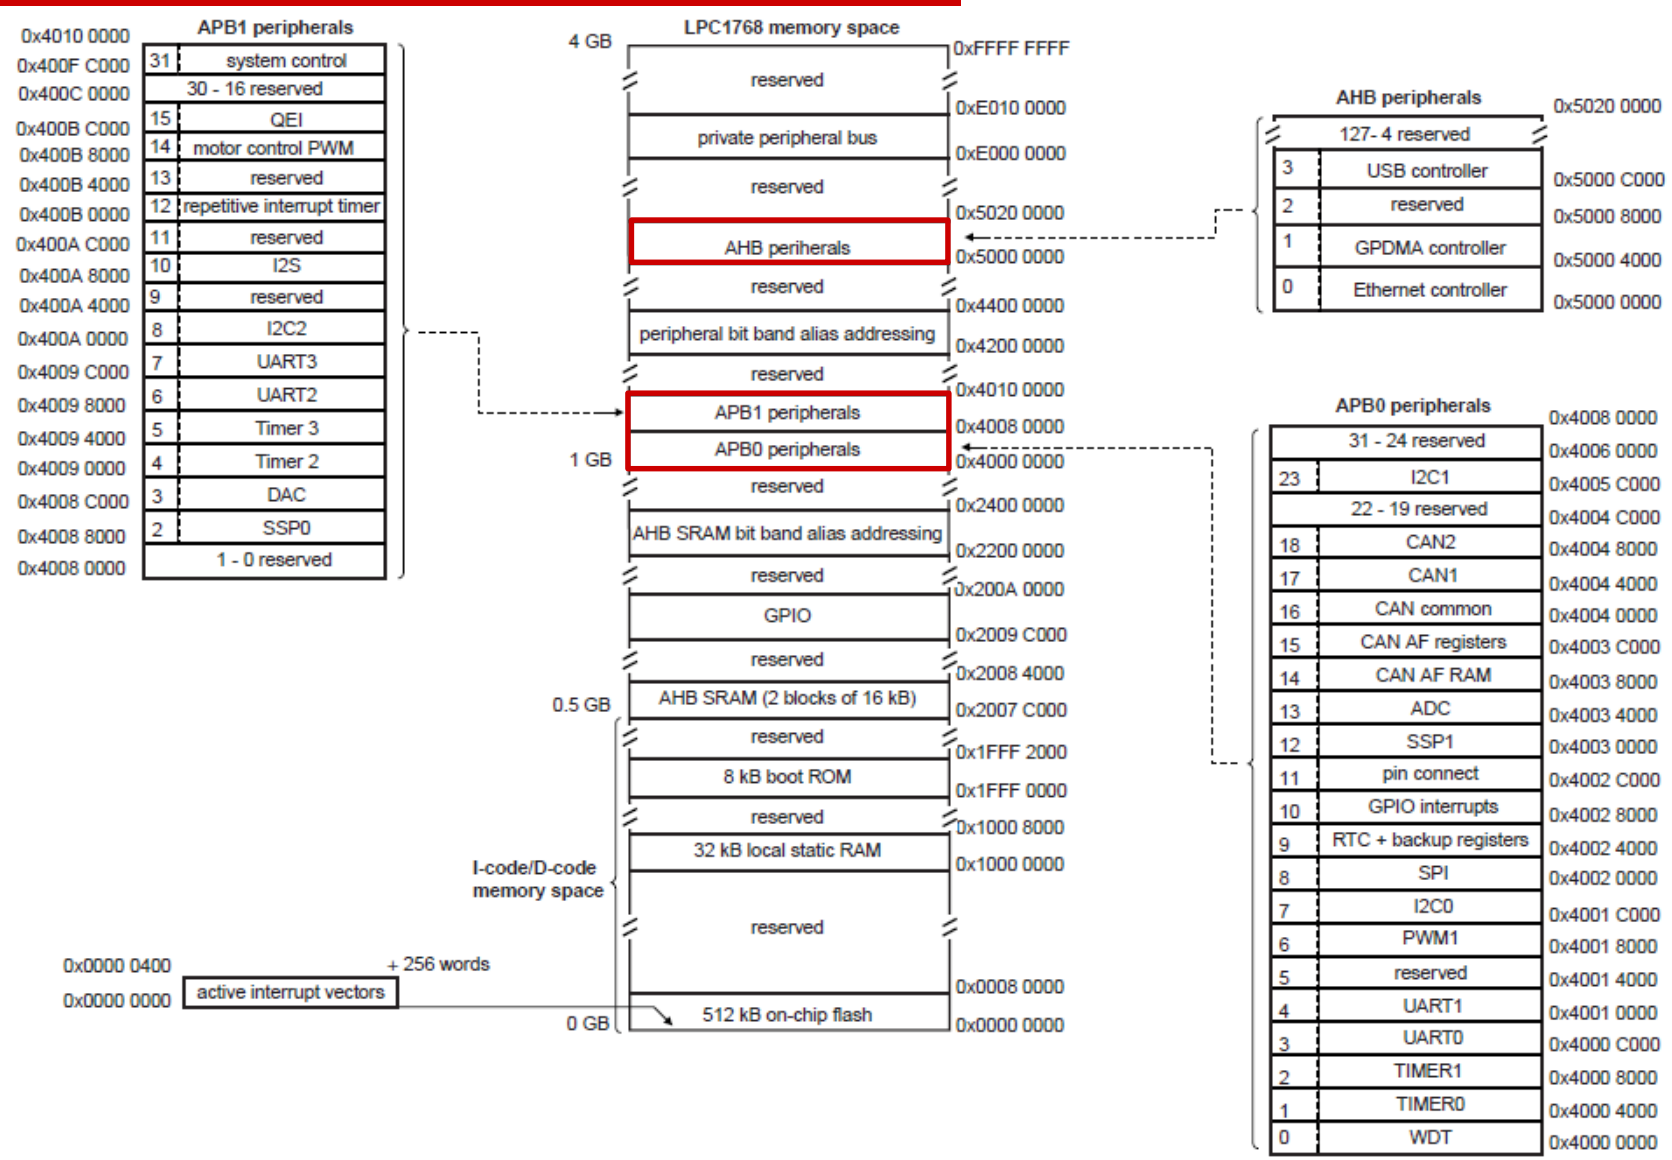 APB1 peripherals
0x4010 0000
31 system control
0x400F C000
30 - 16 reserved
0x400C 0000
15 QEI
0x400B C000
14 motor control PWM
0x400B 8000
13 reserved
0x400B 4000
12 repetitive interrupt timer
0x400B 0000
11 reserved
0x400A C000
10 I2S
0x400A 8000
9 reserved
0x400A 4000
8 I2C2
0x400A 0000
7 UART3
0x4009 C000
6 UART2
0x4009 8000
5 Timer 3
0x4009 4000
4 Timer 2
0x4009 0000
3 DAC
0x4008 C000
2 SSP0
0x4008 8000
1 - 0 reserved
0x4008 0000
LPC1768 memory space
4 GB
0xFFFF FFFF
reserved
0xE010 0000
private peripheral bus
0xE000 0000
reserved
0x5020 0000
AHB periherals
0x5000 0000
reserved
0x4400 0000
peripheral bit band alias addressing
0x4200 0000
reserved
0x4010 0000
APB1 peripherals
0x4008 0000
APB0 peripherals
1 GB
0x4000 0000
reserved
0x2400 0000
AHB SRAM bit band alias addressing
0x2200 0000
reserved
0x200A 0000
GPIO
0x2009 C000
reserved
0x2008 4000
AHB SRAM (2 blocks of 16 kB)
0.5 GB
0x2007 C000
reserved
0x1FFF 2000
8 kB boot ROM
0x1FFF 0000
reserved
0x1000 8000
32 kB local static RAM
0x1000 0000
I-code/D-code
memory space
reserved
0x0008 0000
512 kB on-chip flash
0 GB
0x0000 0000
0x0000 0400
+ 256 words
active interrupt vectors
0x0000 0000
AHB peripherals
0x5020 0000
127- 4 reserved
3 USB controller
0x5000 C000
2 reserved
0x5000 8000
1 GPDMA controller
0x5000 4000
0 Ethernet controller
0x5000 0000
APB0 peripherals
0x4008 0000
31 - 24 reserved
0x4006 0000
23 I2C1
0x4005 C000
22 - 19 reserved
0x4004 C000
18 CAN2
0x4004 8000
17 CAN1
0x4004 4000
16 CAN common
0x4004 0000
15 CAN AF registers
0x4003 C000
14 CAN AF RAM
0x4003 8000
13 ADC
0x4003 4000
12 SSP1
0x4003 0000
11 pin connect
0x4002 C000
10 GPIO interrupts
0x4002 8000
9 RTC + backup registers
0x4002 4000
8 SPI
0x4002 0000
7 I2C0
0x4001 C000
6 PWM1
0x4001 8000
5 reserved
0x4001 4000
4 UART1
0x4001 0000
3 UART0
0x4000 C000
2 TIMER1
0x4000 8000
1 TIMER0
0x4000 4000
0 WDT
0x4000 0000